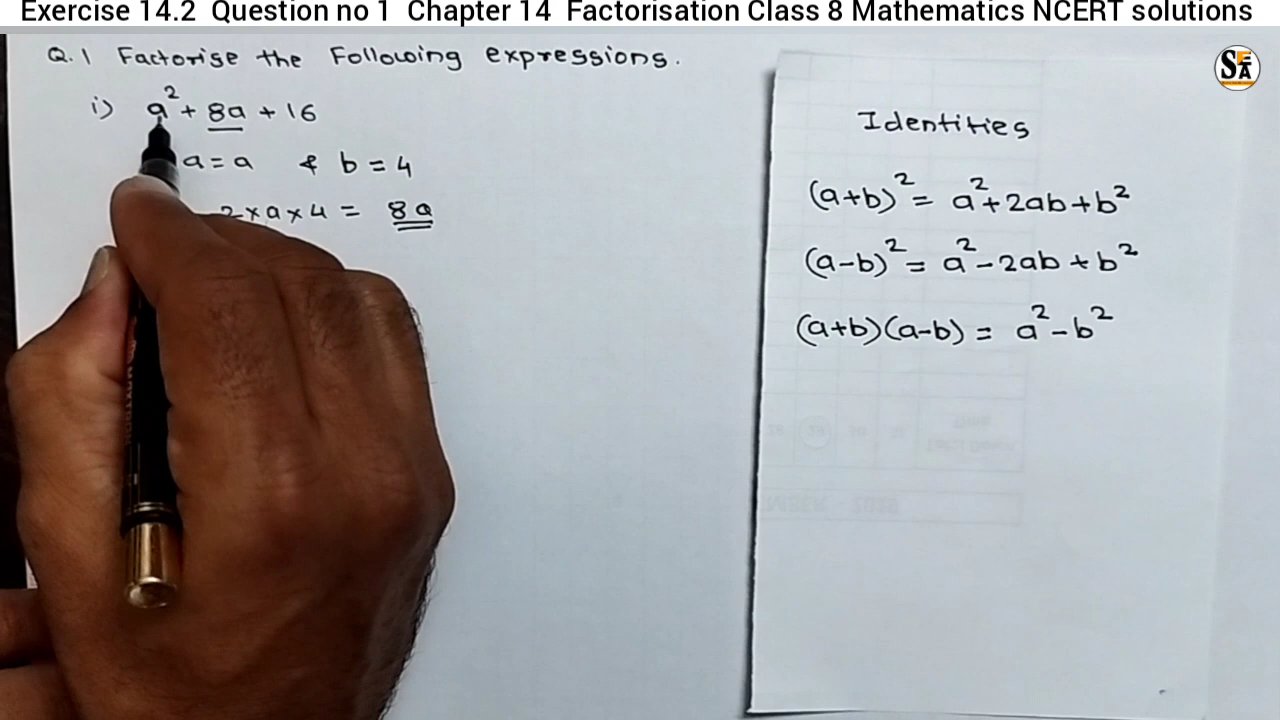 Exercise 14.2 Question no 1 Chapter 14 Factorisation Class 8 Mathematics NCERT solutions
Q.1 Factorise the Following expressions.
i) a² + 8a + 16
a = a & b = 4
2 × a × 4 = 8a
Identities
(a+b)² = a² + 2ab + b²
(a-b)² = a² - 2ab + b²
(a+b)(a-b) = a² - b²